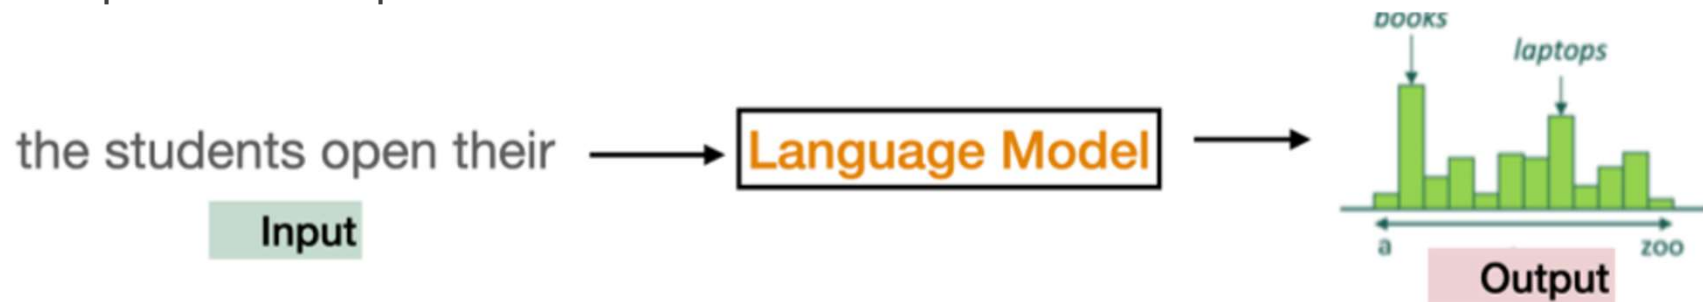 books
laptops
the students open their
Language Model
Input
a
zoo
Output